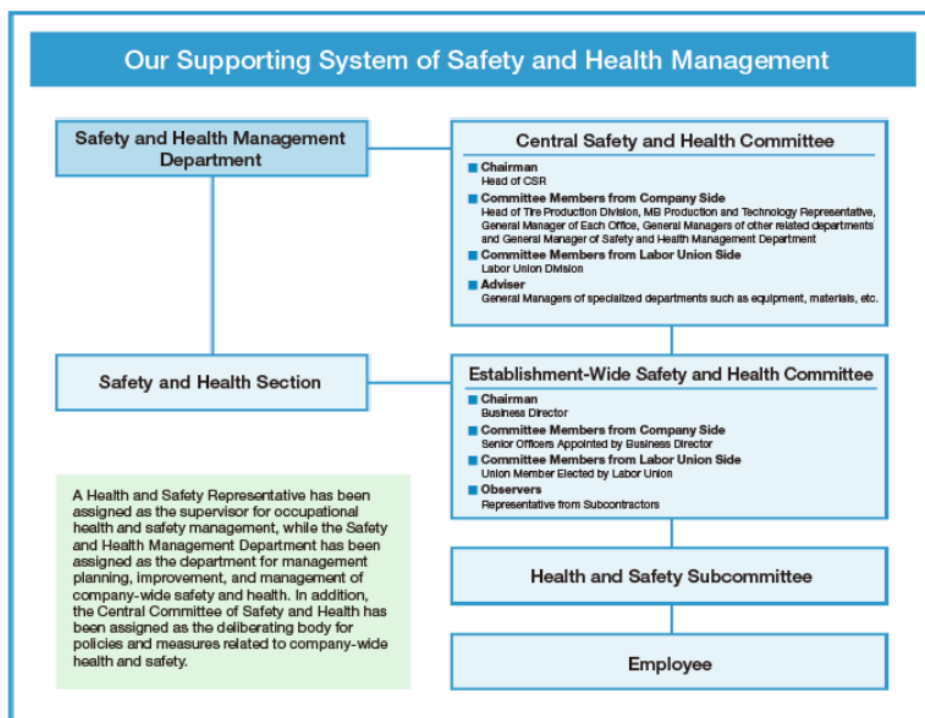 Our Supporting System of Safety and Health Management
Safety and Health Management
Department
Central Safety and Health Committee
Chairman
Head of CSR
Committee Members from Company Side
Head of Tire Production Division, MB Production and Technology Representative,
General Manager of Each Office, General Managers of other related departments
and General Manager of Safety and Health Management Department
Committee Members from Labor Union Side
Labor Union Division
Adviser
General Managers of specialized departments such as equipment, materials, etc.
Safety and Health Section
Establishment-Wide Safety and Health Committee
Chairman
Business Director
Committee Members from Company Side
Senior Officers Appointed by Business Director
Committee Members from Labor Union Side
Union Member Elected by Labor Union
Observers
Representative from Subcontractors
A Health and Safety Representative has been
assigned as the supervisor for occupational
health and safety management, while the Safety
and Health Management Department has been
assigned as the department for management
planning, improvement, and management of
company-wide safety and health. In addition,
the Central Committee of Safety and Health has
been assigned as the deliberating body for
policies and measures related to company-wide
health and safety.
Health and Safety Subcommittee
Employee